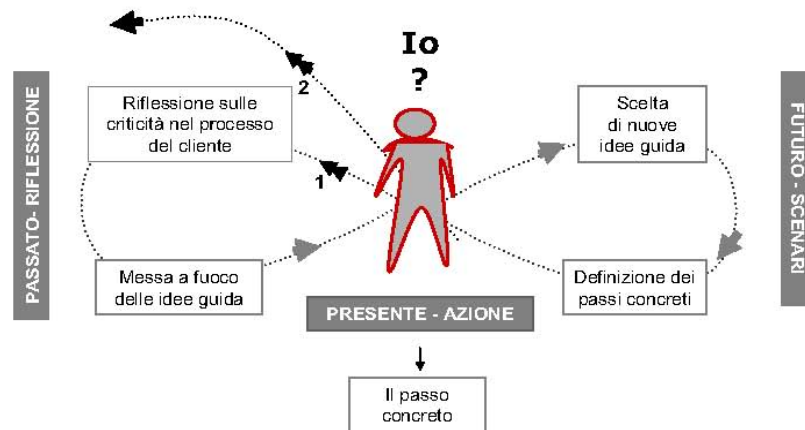 Io
?
2
Riflessione sulle
criticità nel processo
del cliente
Scelta
di nuove
idee guida
PASSATO- RIFLESSIONE
FUTURO - SCENARI
1
Messa a fuoco
delle idee guida
Definizione dei
passi concreti
PRESENTE - AZIONE
Il passo
concreto